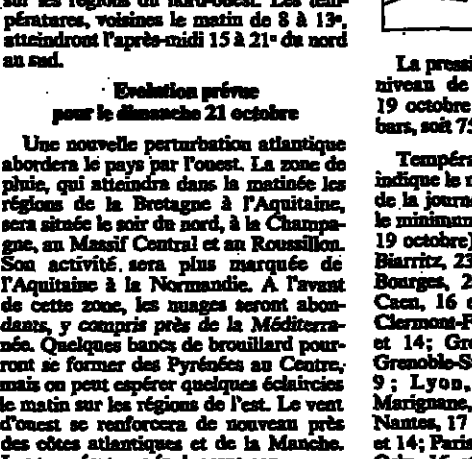 sur les régions du nord-ouest. Les tem-
pératures, voisines le matin de 8 à 13°,
atteindront l'après-midi 15 à 21° du nord
au sud.
Evolution prévue
pour le dimanche 21 octobre
Une nouvelle perturbation atlantique
abordera le pays par l'ouest. La zone de
pluie, qui atteindra dans la matinée les
régions de la Bretagne à l'Aquitaine,
sera située le soir du nord, à la Champa-
gne, au Massif Central et au Roussillon.
Son activité sera plus marquée de
l'Aquitaine à la Normandie. A l'avant
de cette zone, les nuages seront abon-
dants, y compris près de la Méditerra-
née. Quelques bancs de brouillard pour-
ront se former des Pyrénées au Centre,
mais on peut espérer quelques éclaircies
le matin sur les régions de l'est. Le vent
d'ouest se renforcera de nouveau près
des côtes atlantiques et de la Manche.
La pressi
niveau de
19 octobre
bars, soit 75
Tempéra
indique le m
de la journé
le minimum
19 octobre)
Biarritz, 23
Bourges, 2
Caen, 16 e
Clermont-F
et 14; Gre
Grenoble-S
9; Lyon,
Marignane,
Nantes, 17
et 14; Paris